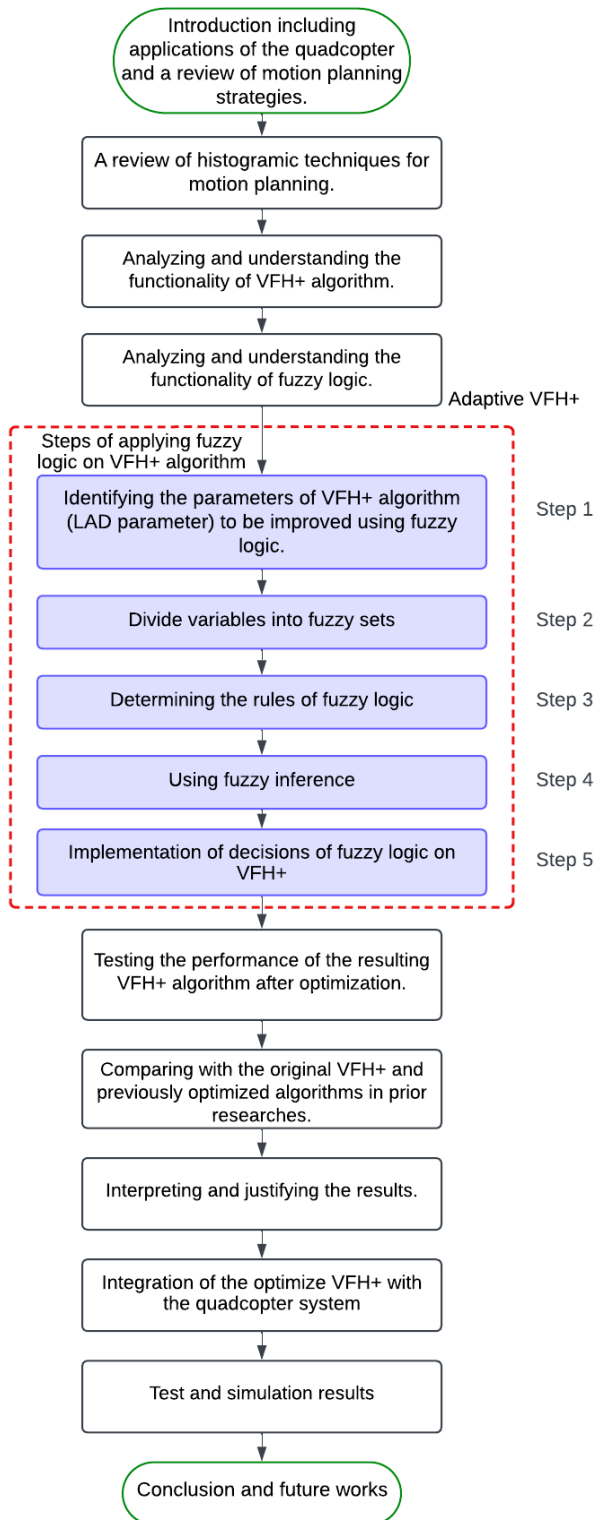 Introduction including
applications of the quadcopter
and a review of motion planning
strategies.
A review of histogramic techniques for
motion planning.
Analyzing and understanding the
functionality of VFH+ algorithm.
Analyzing and understanding the
functionality of fuzzy logic.
Adaptive VFH+
Steps of applying fuzzy
logic on VFH+ algorithm
Identifying the parameters of VFH+ algorithm
(LAD parameter) to be improved using fuzzy
logic.
Step 1
Divide variables into fuzzy sets
Step 2
Determining the rules of fuzzy logic
Step 3
Using fuzzy inference
Step 4
Implementation of decisions of fuzzy logic on
VFH+
Step 5
Testing the performance of the resulting
VFH+ algorithm after optimization.
Comparing with the original VFH+ and
previously optimized algorithms in prior
researches.
Interpreting and justifying the results.
Integration of the optimize VFH+ with
the quadcopter system
Test and simulation results
Conclusion and future works